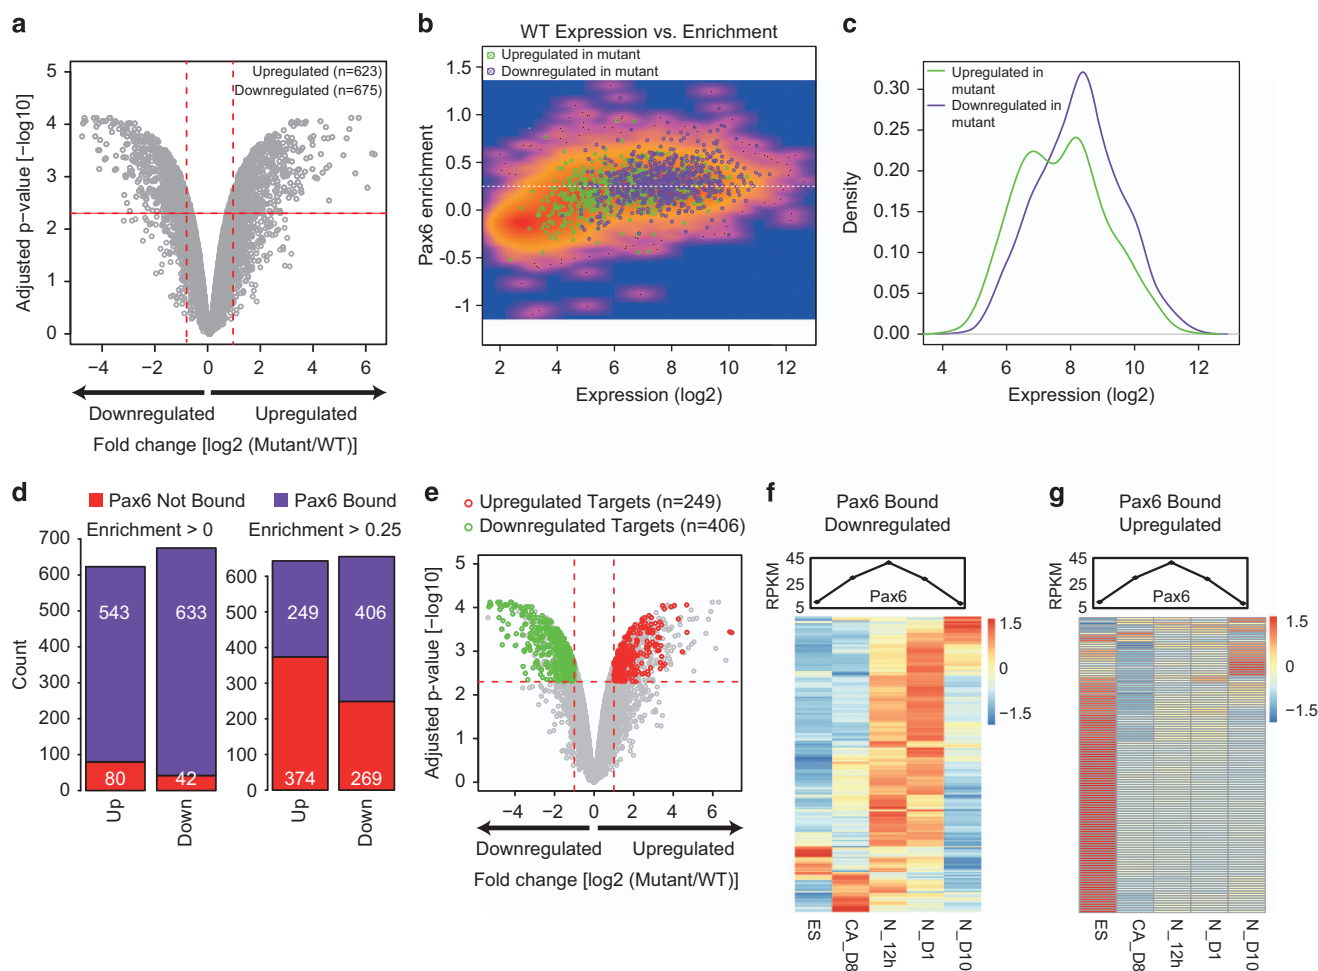 a
Upregulated (n=623)
Downregulated (n=675)
5
4
3
2
1
0
Adjusted p-value [−log10]
−4
−2
0
2
4
6
Downregulated
Upregulated
Fold change [log2 (Mutant/WT)]
b
WT Expression vs. Enrichment
Upregulated in mutant
Downregulated in mutant
1.5
1.0
0.5
0.0
-0.5
-1
Pax6 enrichment
2
4
6
8
10
12
Expression (log2)
c
Upregulated in
mutant
Downregulated in
mutant
0.30
0.25
0.20
0.15
0.10
0.05
0.00
Density
4
6
8
10
12
Expression (log2)
d
Pax6 Not Bound
Pax6 Bound
Enrichment > 0
Enrichment > 0.25
700
600
500
400
300
200
100
0
Count
543
633
80
42
Up
Down
600
500
400
300
200
100
0
249
406
374
269
Up
Down
e
Upregulated Targets (n=249)
Downregulated Targets (n=406)
5
4
3
2
1
0
Adjusted p-value [−log10]
−4
−2
0
2
4
6
Downregulated
Upregulated
Fold change [log2 (Mutant/WT)]
f
Pax6 Bound
Downregulated
45
25
5
RPKM
Pax6
1.5
0
−1.5
ES
CA_D8
N_12h
N_D1
N_D10
g
Pax6 Bound
Upregulated
45
25
5
RPKM
Pax6
1.5
0
−1.5
ES
CA_D8
N_12h
N_D1
N_D10